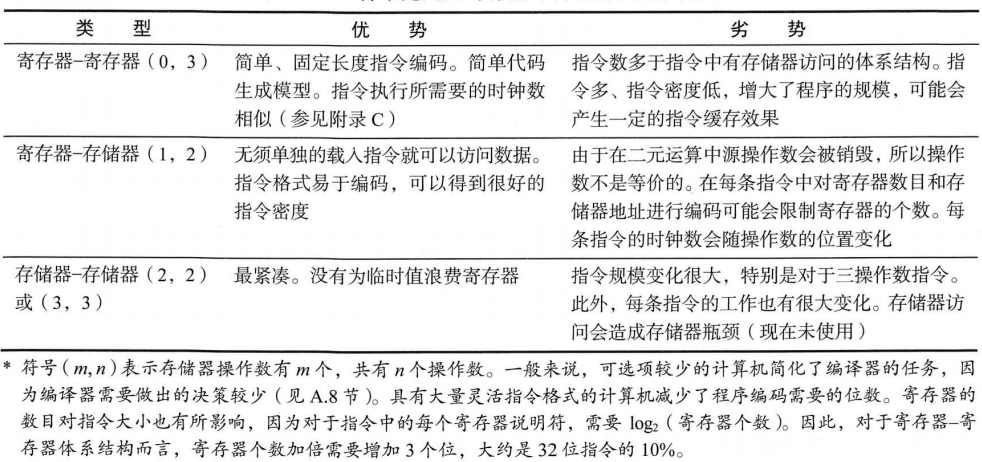 类 型 优 势 劣 势
寄存器-寄存器（0，3） 简单、固定长度指令编码。简单代码 指令数多于指令中有存储器访问的体系结构。指
生成模型。指令执行所需要的时钟数 令多、指令密度低，增大了程序的规模，可能会
相似（参见附录C） 产生一定的指令缓存效果
寄存器-存储器（1，2） 无须单独的载入指令就可以访问数据。 由于在二元运算中源操作数会被销毁，所以操作
指令格式易于编码，可以得到很好的 数不是等价的。在每条指令中对寄存器数目和存
指令密度 储器地址进行编码可能会限制寄存器的个数。每
条指令的时钟数会随操作数的位置变化
存储器-存储器（2，2） 最紧凑。没有为临时值浪费寄存器 指令规模变化很大，特别是对于三操作数指令。
或（3，3） 此外，每条指令的工作也有很大变化。存储器访
问会造成存储器瓶颈（现在未使用）
* 符号（m, n）表示存储器操作数有 m 个，共有 n 个操作数。一般来说，可选项较少的计算机简化了编译器的任务，因
为编译器需要做出的决策较少（见 A.8 节）。具有大量灵活指令格式的计算机减少了程序编码需要的位数。寄存器的
数目对指令大小也有所影响，因为对于指令中的每个寄存器说明符，需要 log₂（寄存器个数）。因此，对于寄存器-寄
存器体系结构而言，寄存器个数加倍需要增加 3 个位，大约是 32 位指令的 10%。